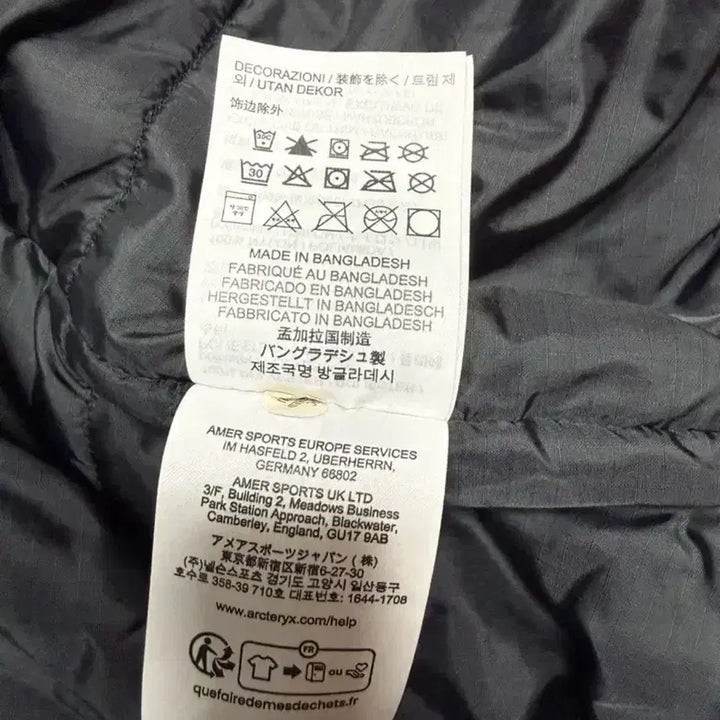 DECORAZIONI / 装飾を除く / 트림 제
외 / UTAN DEKOR
饰边除外
30C
30
MADE IN BANGLADESH
FABRIQUÉ AU BANGLADESH
FABRICADO EN BANGLADESH
HERGESTELLT IN BANGLADESCH
FABBRICATO IN BANGLADESH
孟加拉国制造
バングラデシュ製
제조국명 방글라데시
AMER SPORTS EUROPE SERVICES
IM HASFELD 2, UBERHERRN,
GERMANY 66802
AMER SPORTS UK LTD
3/F, Building 2, Meadows Business
Park Station Approach, Blackwater,
Camberley, England, GU17 9AB
アメアスポーツジャパン (株)
東京都新宿区新宿6-27-30
(주)넬슨스포츠 경기도 고양시 일산동구
호수로 358-39 710호 대표번호: 1644-1708
www.arcteryx.com/help
FR
ou
quefairedemesdechets.fr